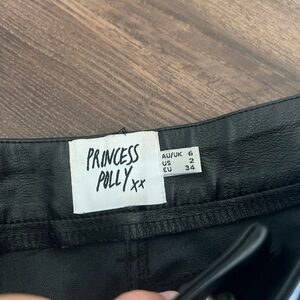 PRINCESS
POLLY xx
AU/UK 6
US 2
EU 34